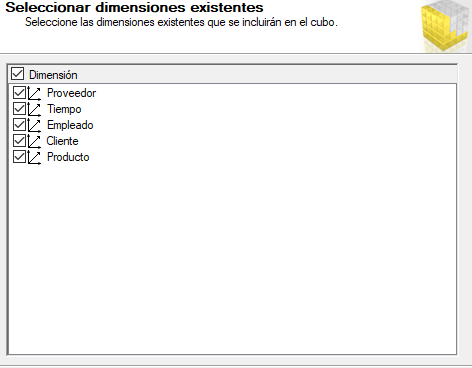 Seleccionar dimensiones existentes
Seleccione las dimensiones existentes que se incluirán en el cubo.
Dimensión
Proveedor
Tiempo
Empleado
Cliente
Producto